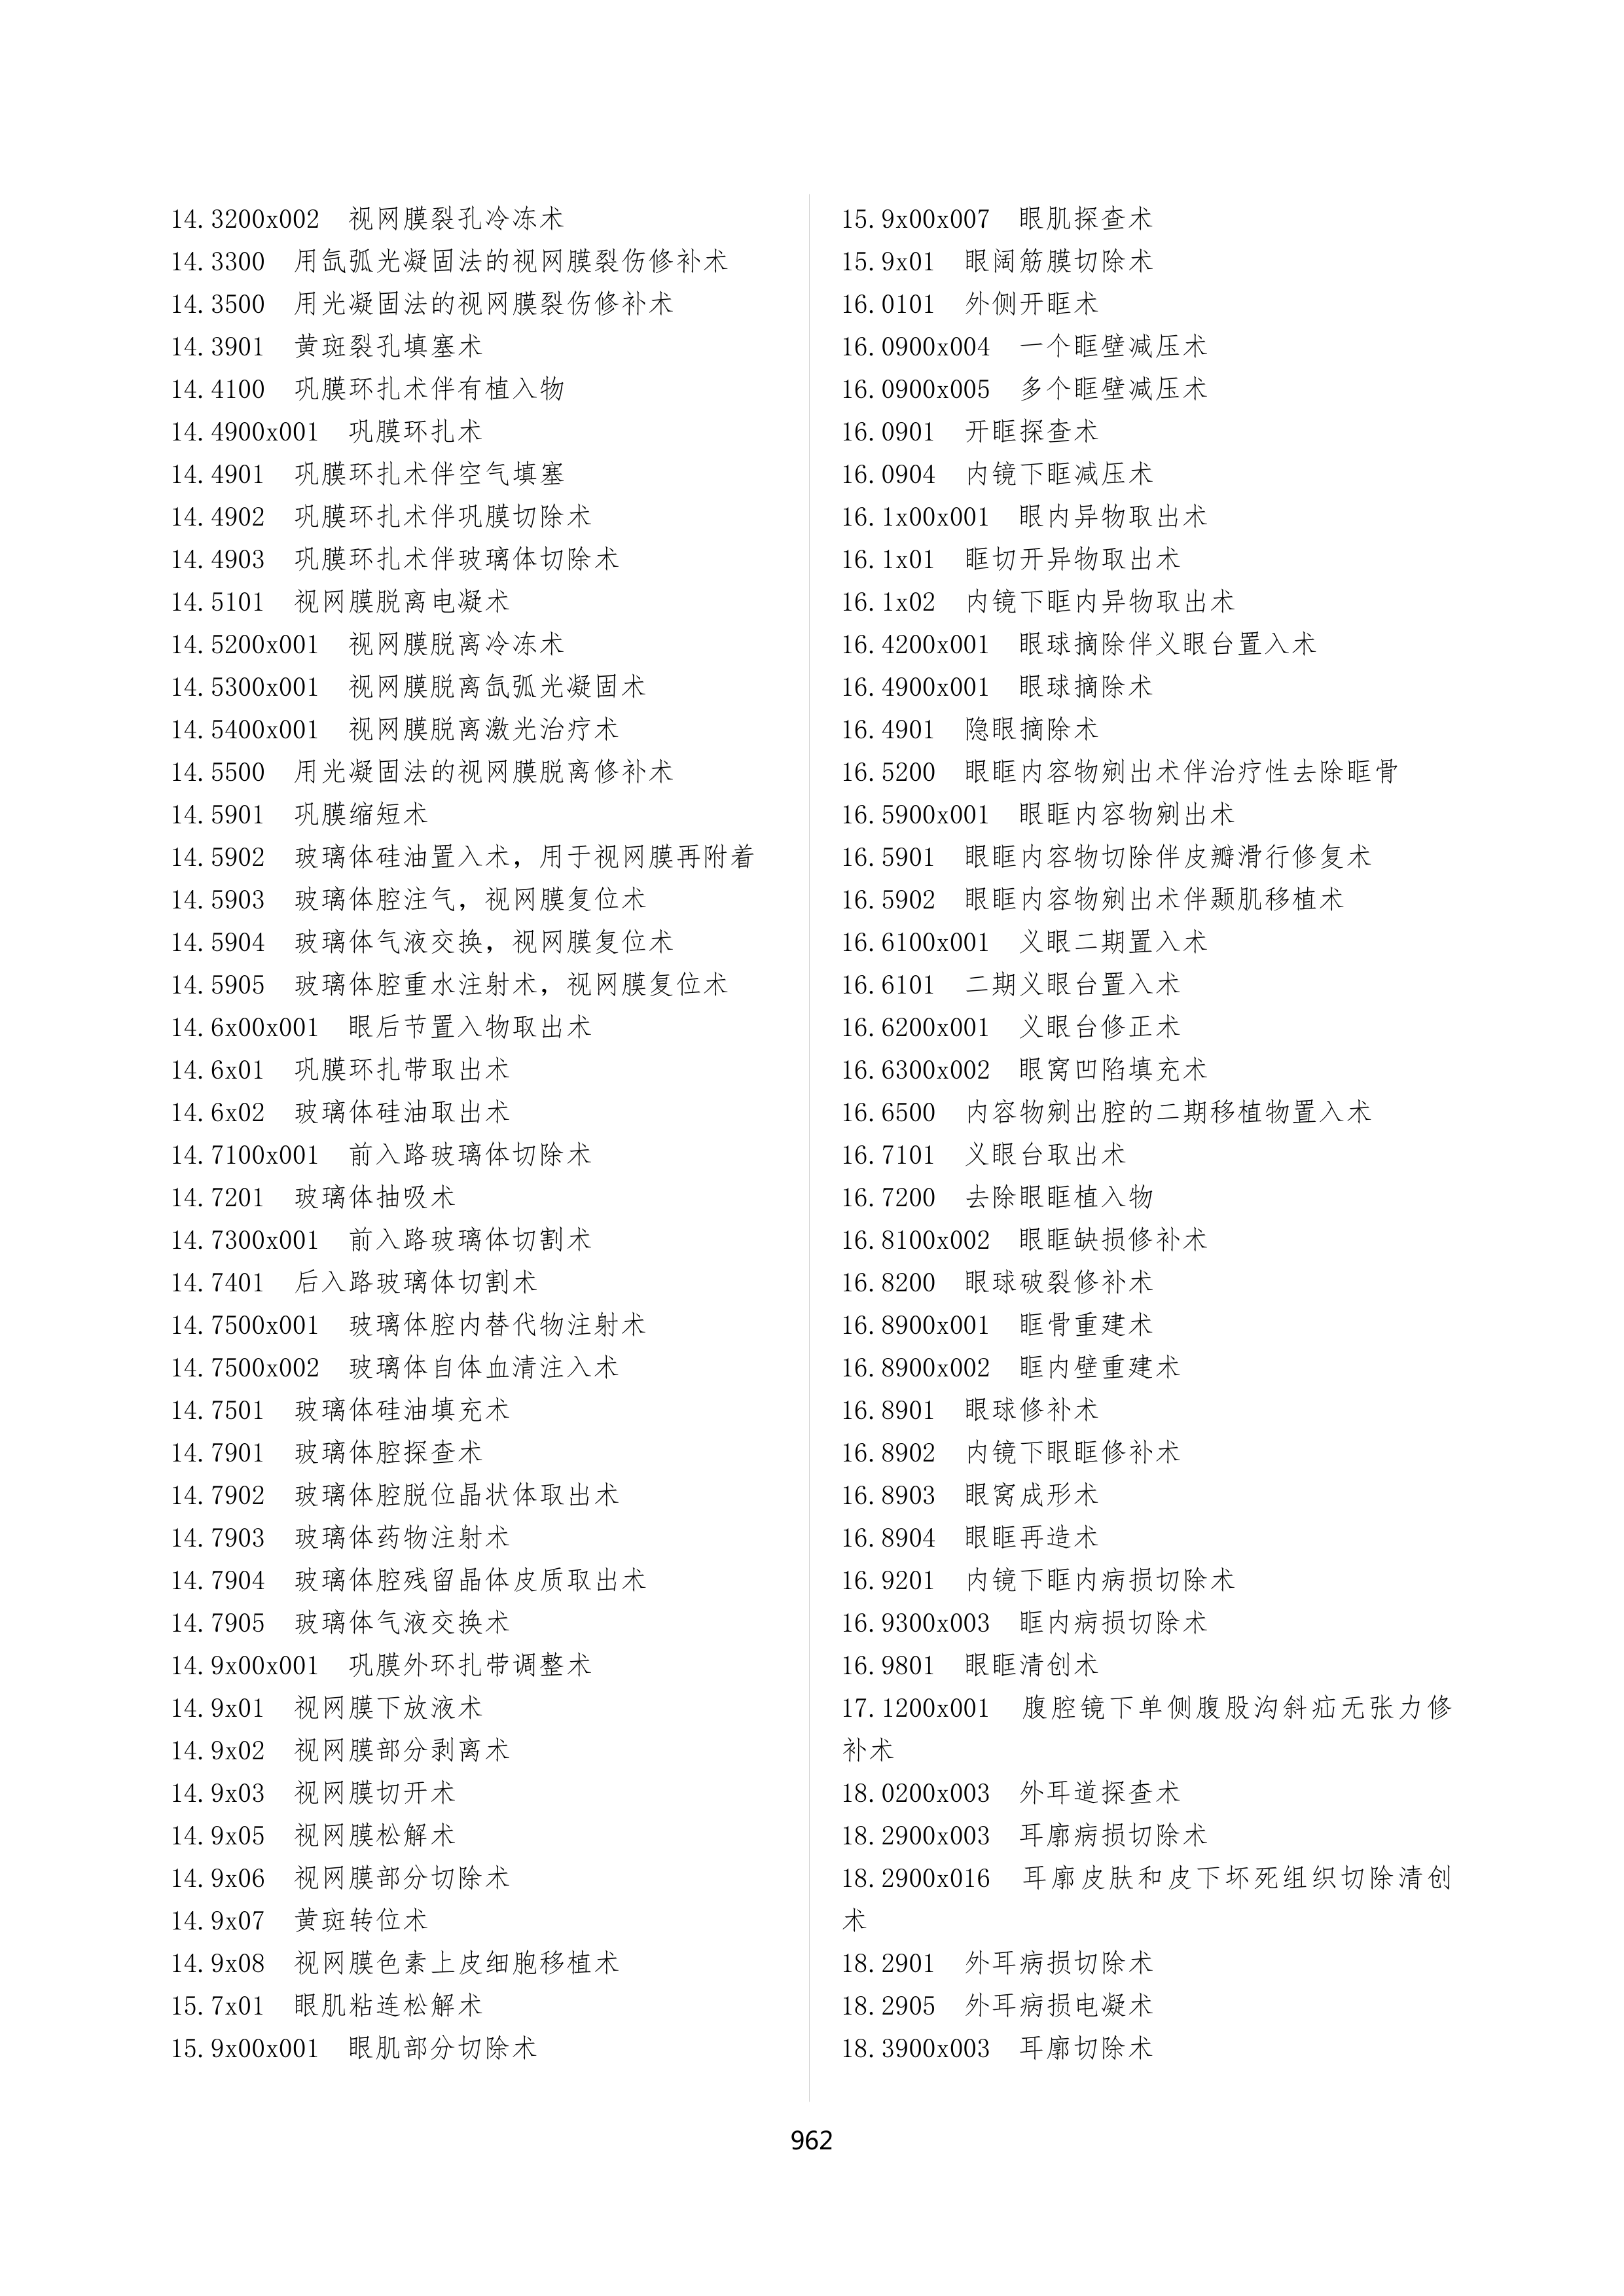 14.3200x002 视网膜裂孔冷冻术
14.3300 用氙弧光凝固法的视网膜裂伤修补术
14.3500 用光凝固法的视网膜裂伤修补术
14.3901 黄斑裂孔填塞术
14.4100 巩膜环扎术伴有植入物
14.4900x001 巩膜环扎术
14.4901 巩膜环扎术伴空气填塞
14.4902 巩膜环扎术伴巩膜切除术
14.4903 巩膜环扎术伴玻璃体切除术
14.5101 视网膜脱离电凝术
14.5200x001 视网膜脱离冷冻术
14.5300x001 视网膜脱离氙弧光凝固术
14.5400x001 视网膜脱离激光治疗术
14.5500 用光凝固法的视网膜脱离修补术
14.5901 巩膜缩短术
14.5902 玻璃体硅油置入术，用于视网膜再附着
14.5903 玻璃体腔注气，视网膜复位术
14.5904 玻璃体气液交换，视网膜复位术
14.5905 玻璃体腔重水注射术，视网膜复位术
14.6x00x001 眼后节置入物取出术
14.6x01 巩膜环扎带取出术
14.6x02 玻璃体硅油取出术
14.7100x001 前入路玻璃体切除术
14.7201 玻璃体抽吸术
14.7300x001 前入路玻璃体切割术
14.7401 后入路玻璃体切割术
14.7500x001 玻璃体腔内替代物注射术
14.7500x002 玻璃体自体血清注入术
14.7501 玻璃体硅油填充术
14.7901 玻璃体腔探查术
14.7902 玻璃体腔脱位晶状体取出术
14.7903 玻璃体药物注射术
14.7904 玻璃体腔残留晶体皮质取出术
14.7905 玻璃体气液交换术
14.9x00x001 巩膜外环扎带调整术
14.9x01 视网膜下放液术
14.9x02 视网膜部分剥离术
14.9x03 视网膜切开术
14.9x05 视网膜松解术
14.9x06 视网膜部分切除术
14.9x07 黄斑转位术
14.9x08 视网膜色素上皮细胞移植术
15.7x01 眼肌粘连松解术
15.9x00x001 眼肌部分切除术
15.9x00x007 眼肌探查术
15.9x01 眼阔筋膜切除术
16.0101 外侧开眶术
16.0900x004 一个眶壁减压术
16.0900x005 多个眶壁减压术
16.0901 开眶探查术
16.0904 内镜下眶减压术
16.1x00x001 眼内异物取出术
16.1x01 眶切开异物取出术
16.1x02 内镜下眶内异物取出术
16.4200x001 眼球摘除伴义眼台置入术
16.4900x001 眼球摘除术
16.4901 隐眼摘除术
16.5200 眼眶内容物剜出术伴治疗性去除眶骨
16.5900x001 眼眶内容物剜出术
16.5901 眼眶内容物切除伴皮瓣滑行修复术
16.5902 眼眶内容物剜出术伴颞肌移植术
16.6100x001 义眼二期置入术
16.6101 二期义眼台置入术
16.6200x001 义眼台修正术
16.6300x002 眼窝凹陷填充术
16.6500 内容物剜出腔的二期移植物置入术
16.7101 义眼台取出术
16.7200 去除眼眶植入物
16.8100x002 眼眶缺损修补术
16.8200 眼球破裂修补术
16.8900x001 眶骨重建术
16.8900x002 眶内壁重建术
16.8901 眼球修补术
16.8902 内镜下眼眶修补术
16.8903 眼窝成形术
16.8904 眼眶再造术
16.9201 内镜下眶内病损切除术
16.9300x003 眶内病损切除术
16.9801 眼眶清创术
17.1200x001 腹腔镜下单侧腹股沟斜疝无张力修
补术
18.0200x003 外耳道探查术
18.2900x003 耳廓病损切除术
18.2900x016 耳廓皮肤和皮下坏死组织切除清创
术
18.2901 外耳病损切除术
18.2905 外耳病损电凝术
18.3900x003 耳廓切除术
962